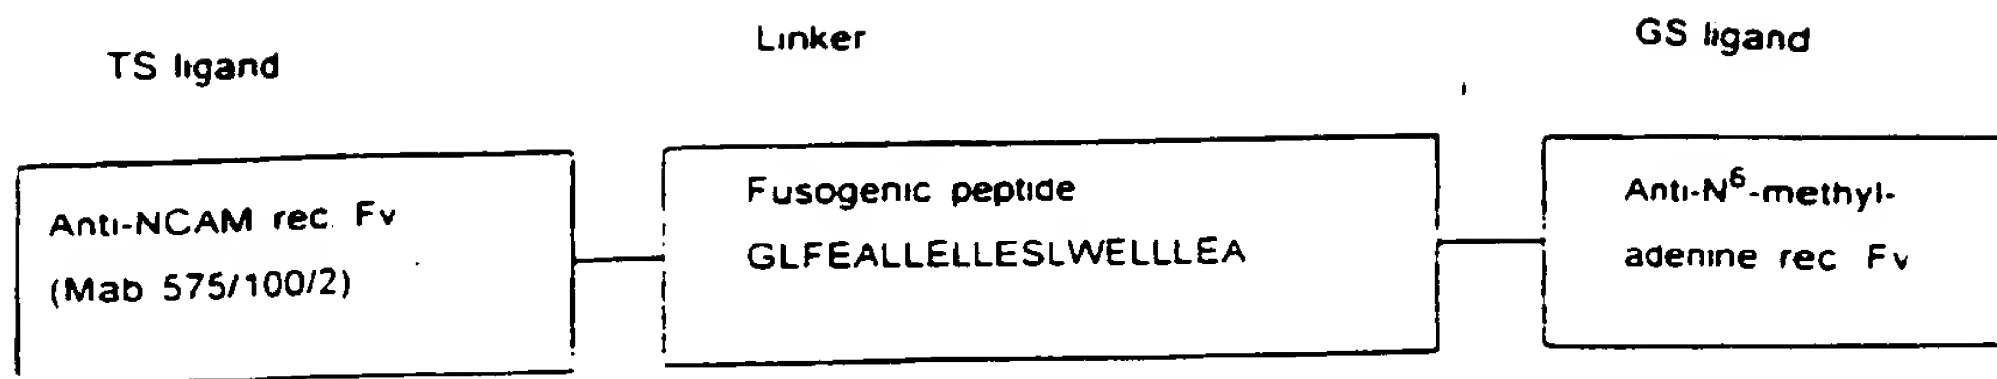 TS ligand
Linker
GS ligand
Anti-NCAM rec. Fv
(Mab 575/100/2)
Fusogenic peptide
GLFEALLELLESLWELLLEA
Anti-N⁶-methyl-
adenine rec Fv